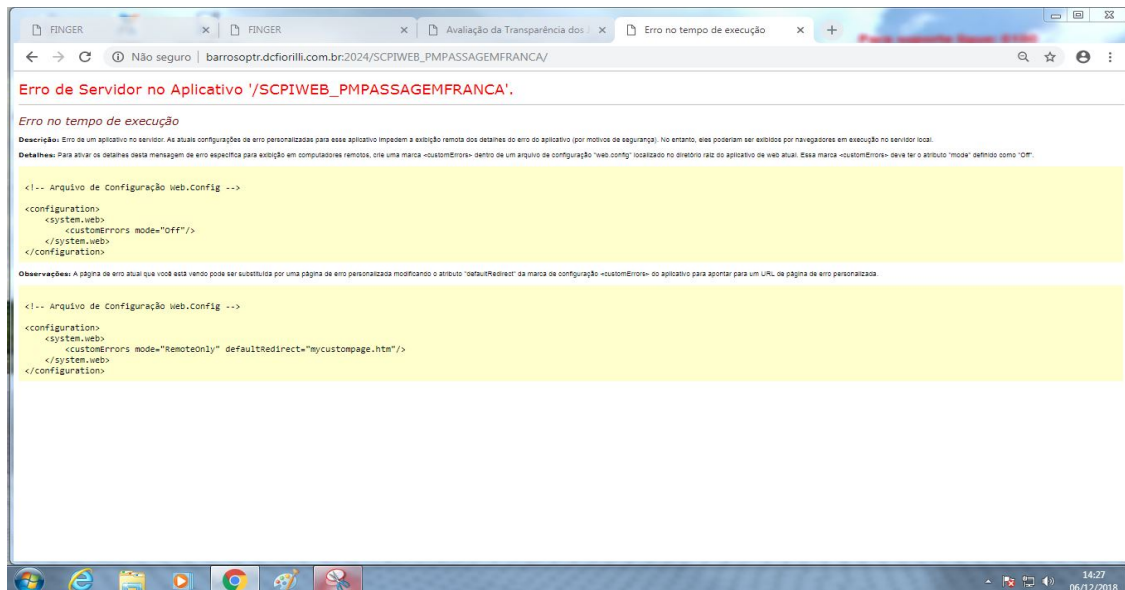 FINGER
FINGER
Avaliação da Transparência dos
Erro no tempo de execução
Não seguro | barrosoptr.dcfiorilli.com.br:2024/SCPIWEB_PMPASSAGEMFRANCA/
Erro de Servidor no Aplicativo '/SCPIWEB_PMPASSAGEMFRANCA'.
Erro no tempo de execução
Descrição: Erro de um aplicativo no servidor. As atuais configurações de erro personalizadas para esse aplicativo impedem a exibição remota dos detalhes do erro do aplicativo (por motivos de segurança). No entanto, eles poderiam ser exibidos por navegadores em execução no servidor local.
Detalhes: Para ativar os detalhes desta mensagem de erro específica para exibição em computadores remotos, crie uma marca <customErrors> dentro de um arquivo de configuração "web.config" localizado no diretório raiz do aplicativo de web atual. Essa marca <customErrors> deve ter o atributo "mode" definido como "Off".
<!-- Arquivo de Configuração Web.Config -->
<configuration>
<system.web>
<customErrors mode="Off"/>
</system.web>
</configuration>
Observações: A página de erro atual que você está vendo pode ser substituída por uma página de erro personalizada modificando o atributo "defaultRedirect" da marca de configuração <customErrors> do aplicativo para apontar para um URL de página de erro personalizada.
<!-- Arquivo de Configuração Web.Config -->
<configuration>
<system.web>
<customErrors mode="RemoteOnly" defaultRedirect="mycustompage.htm"/>
</system.web>
</configuration>
14:27
06/12/2018